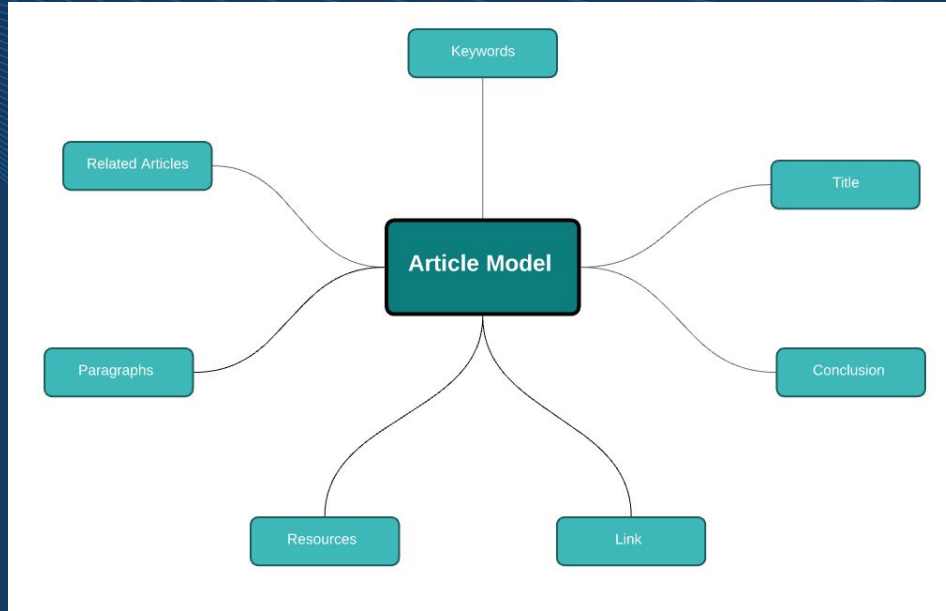 Keywords
Related Articles
Title
Article Model
Paragraphs
Conclusion
Resources
Link